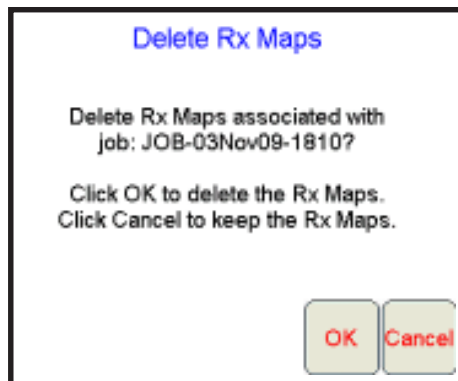 Delete Rx Maps
Delete Rx Maps associated with
job: JOB-03Nov09-1810?
Click OK to delete the Rx Maps.
Click Cancel to keep the Rx Maps.
OK Cancel